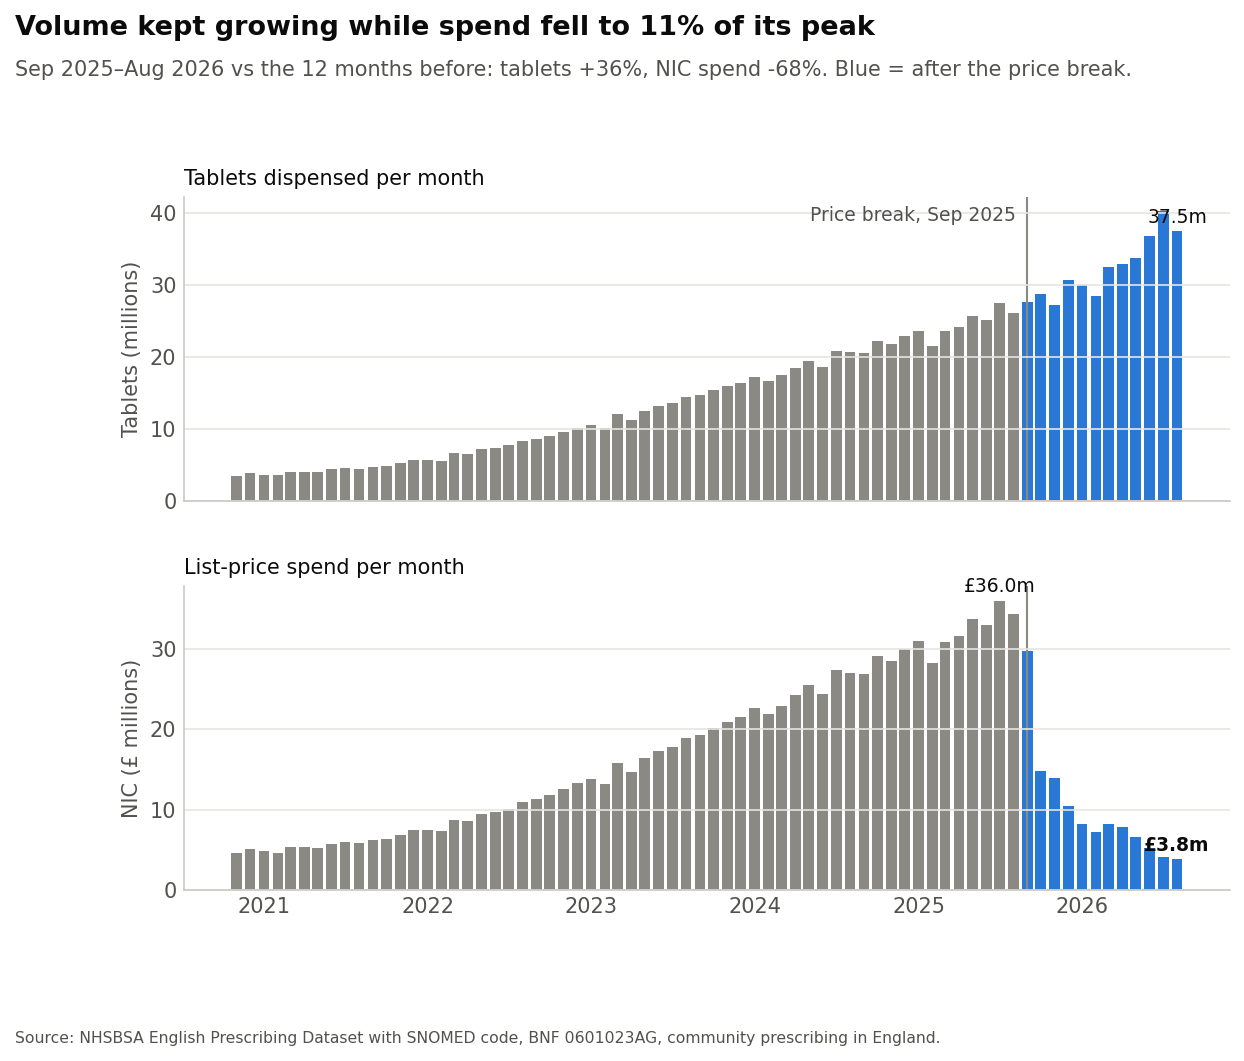 Volume kept growing while spend fell to 11% of its peak
Sep 2025–Aug 2026 vs the 12 months before: tablets +36%, NIC spend -68%. Blue = after the price break.
Tablets dispensed per month
40
Price break, Sep 2025
37.5m
30
20
10
0
Tablets (millions)
List-price spend per month
£36.0m
30
20
10
£3.8m
0
NIC (£ millions)
2021 2022 2023 2024 2025 2026
Source: NHSBSA English Prescribing Dataset with SNOMED code, BNF 0601023AG, community prescribing in England.